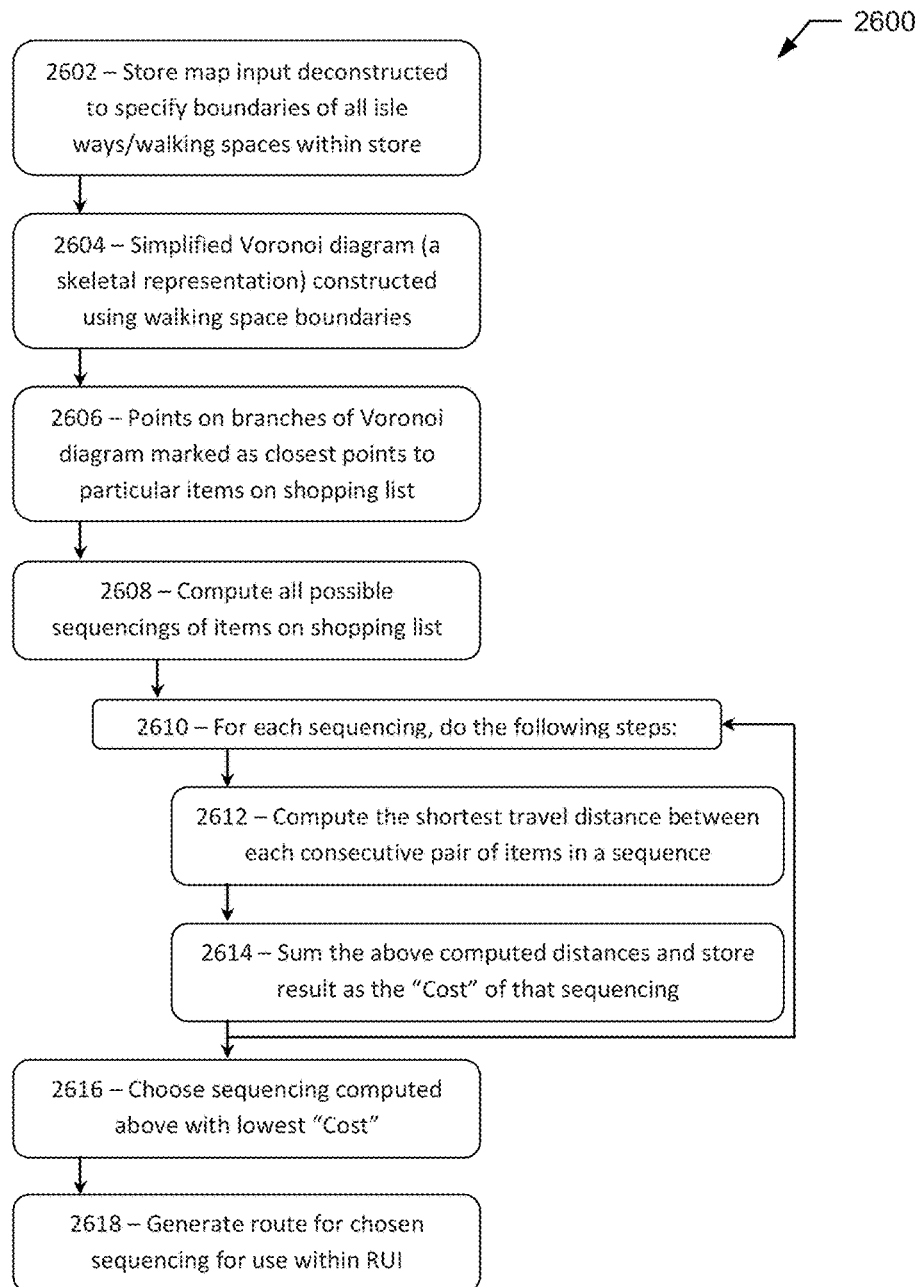 2600
2602 – Store map input deconstructed
to specify boundaries of all isle
ways/walking spaces within store
2604 – Simplified Voronoi diagram (a
skeletal representation) constructed
using walking space boundaries
2606 – Points on branches of Voronoi
diagram marked as closest points to
particular items on shopping list
2608 – Compute all possible
sequencings of items on shopping list
2610 – For each sequencing, do the following steps:
2612 – Compute the shortest travel distance between
each consecutive pair of items in a sequence
2614 – Sum the above computed distances and store
result as the “Cost” of that sequencing
2616 – Choose sequencing computed
above with lowest “Cost”
2618 – Generate route for chosen
sequencing for use within RUI